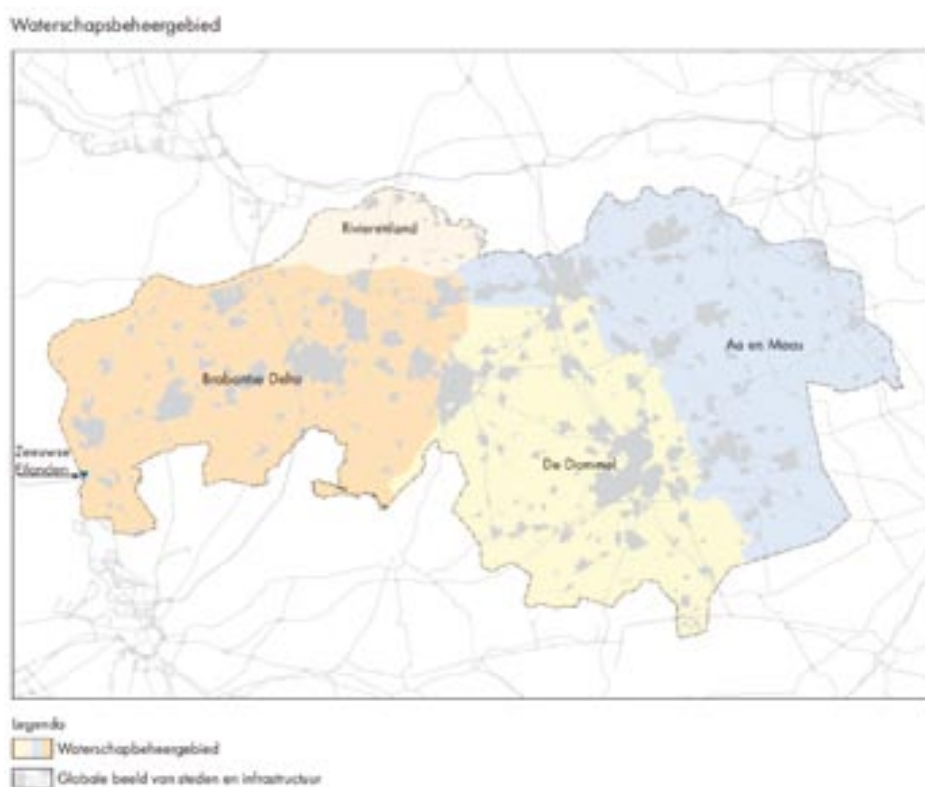 Waterschapsbeheergebied
Rivierenland
Aa en Maas
Brabantse Delta
Zeeuwse
Eilanden
De Dommel
Legenda
Waterschapbeheergebied
Globale beeld van steden en infrastructuur